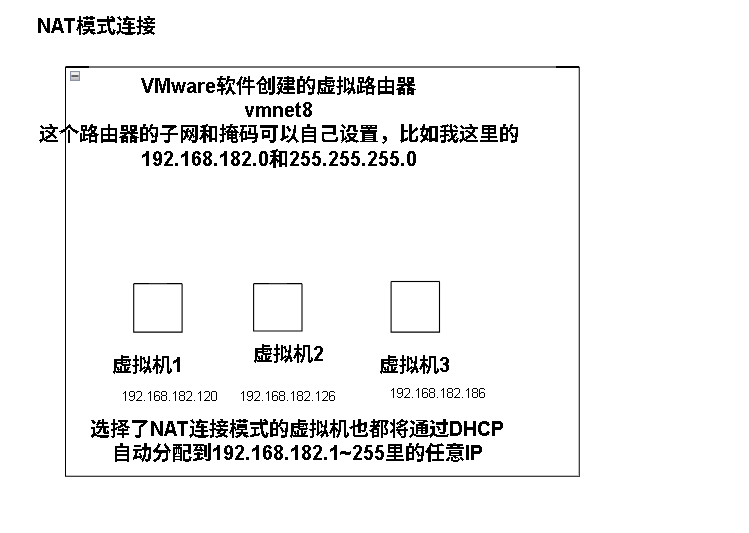 NAT模式连接
VMware软件创建的虚拟路由器
vmnet8
这个路由器的子网和掩码可以自己设置，比如我这里的
192.168.182.0和255.255.255.0
虚拟机1
虚拟机2
虚拟机3
192.168.182.120
192.168.182.126
192.168.182.186
选择了NAT连接模式的虚拟机也都将通过DHCP
自动分配到192.168.182.1~255里的任意IP